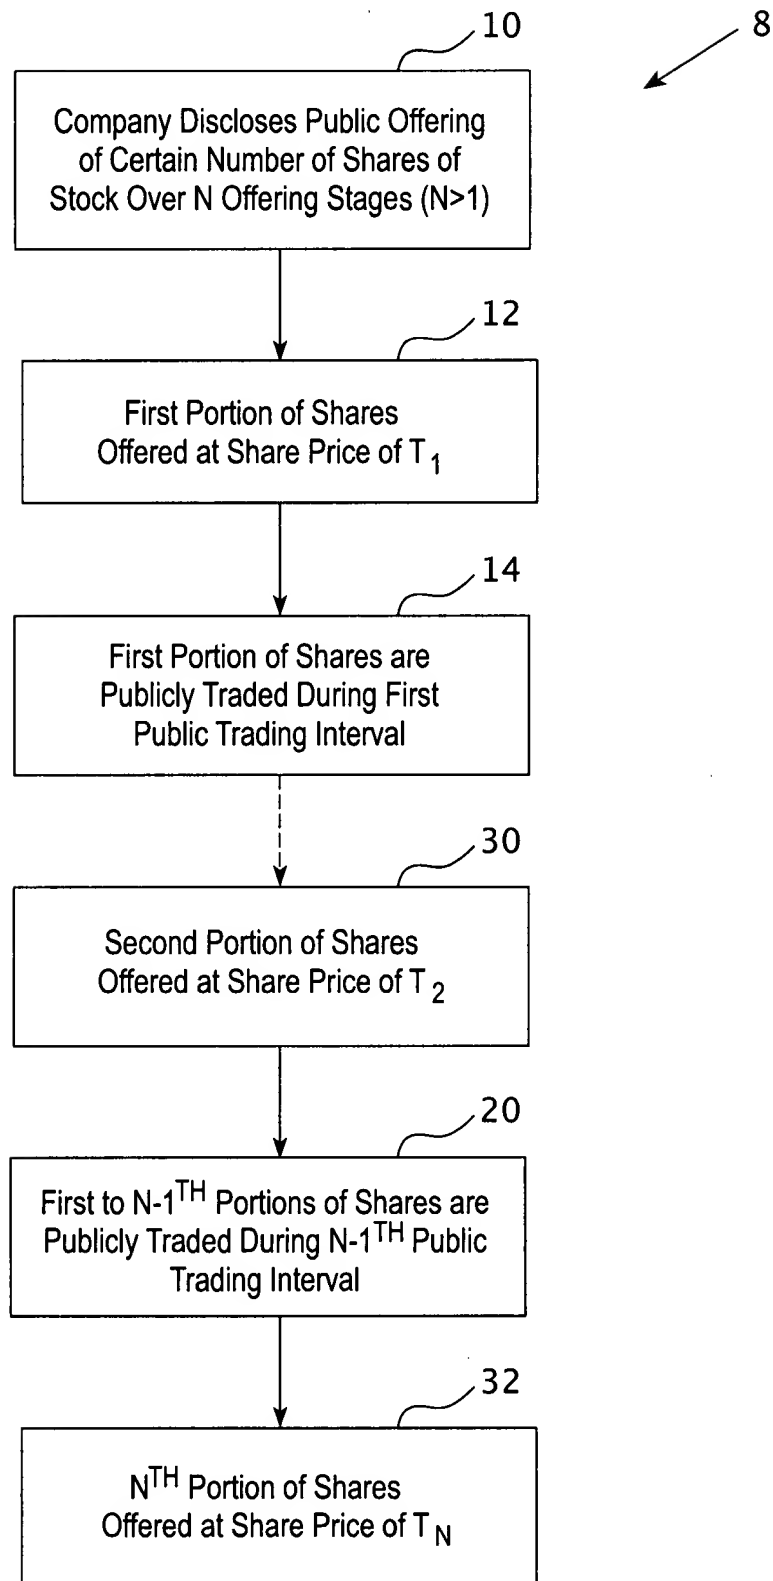 10
8
Company Discloses Public Offering
of Certain Number of Shares of
Stock Over N Offering Stages (N>1)
12
First Portion of Shares
Offered at Share Price of T1
14
First Portion of Shares are
Publicly Traded During First
Public Trading Interval
30
Second Portion of Shares
Offered at Share Price of T2
20
First to N-1TH Portions of Shares are
Publicly Traded During N-1TH Public
Trading Interval
32
NTH Portion of Shares
Offered at Share Price of TN